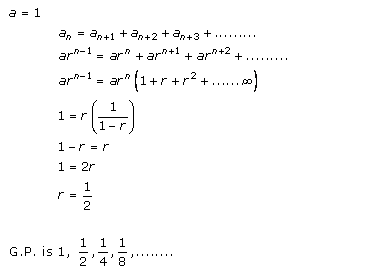 a = 1
aₙ = aₙ₊₁ + aₙ₊₂ + aₙ₊₃ + .........
arⁿ⁻¹ = arⁿ + arⁿ⁺¹ + arⁿ⁺² + .........
arⁿ⁻¹ = arⁿ (1 + r + r² + ...... ∞)
1 = r (1/(1 − r))
1 − r = r
1 = 2r
r = 1/2
G.P. is 1, 1/2, 1/4, 1/8, ........